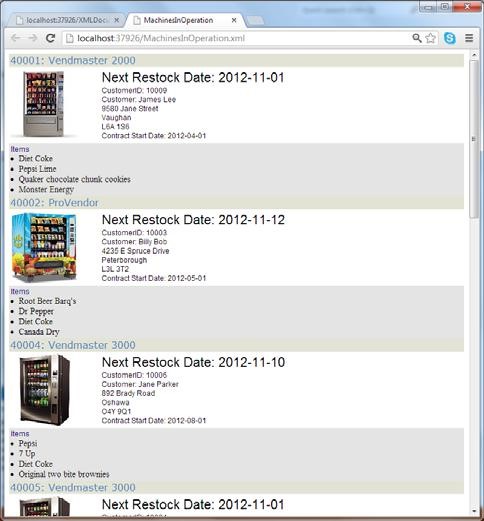 localhost:37926/XMLDocu
MachinesInOperation
localhost:37926/MachinesInOperation.xml
40001: Vendmaster 2000
Next Restock Date: 2012-11-01
CustomerID: 10009
Customer: James Lee
9580 Jean Drive
Vaughan
L6A 1S6
Contract Start Date: 2012-04-01
Items
Diet Coke
Pepsi Lime
Quaker chocolate chunk cookies
Monster Energy
40002: ProVendor
Next Restock Date: 2012-11-12
CustomerID: 10003
Customer: Billy Bob
4235 E Spruce Drive
Peterborough
L3L 3T2
Contract Start Date: 2012-05-01
Items
Root Beer Barq's
Dr Pepper
Diet Coke
Canada Dry
40004: Vendmaster 3000
Next Restock Date: 2012-11-10
CustomerID: 10006
Customer: Jane Parker
892 Brady Road
Oshawa
O4Y 9Q1
Contract Start Date: 2012-08-01
Items
Pepsi
7 Up
Diet Coke
Original two bite brownies
40005: Vendmaster 3000
Next Restock Date: 2012-11-01